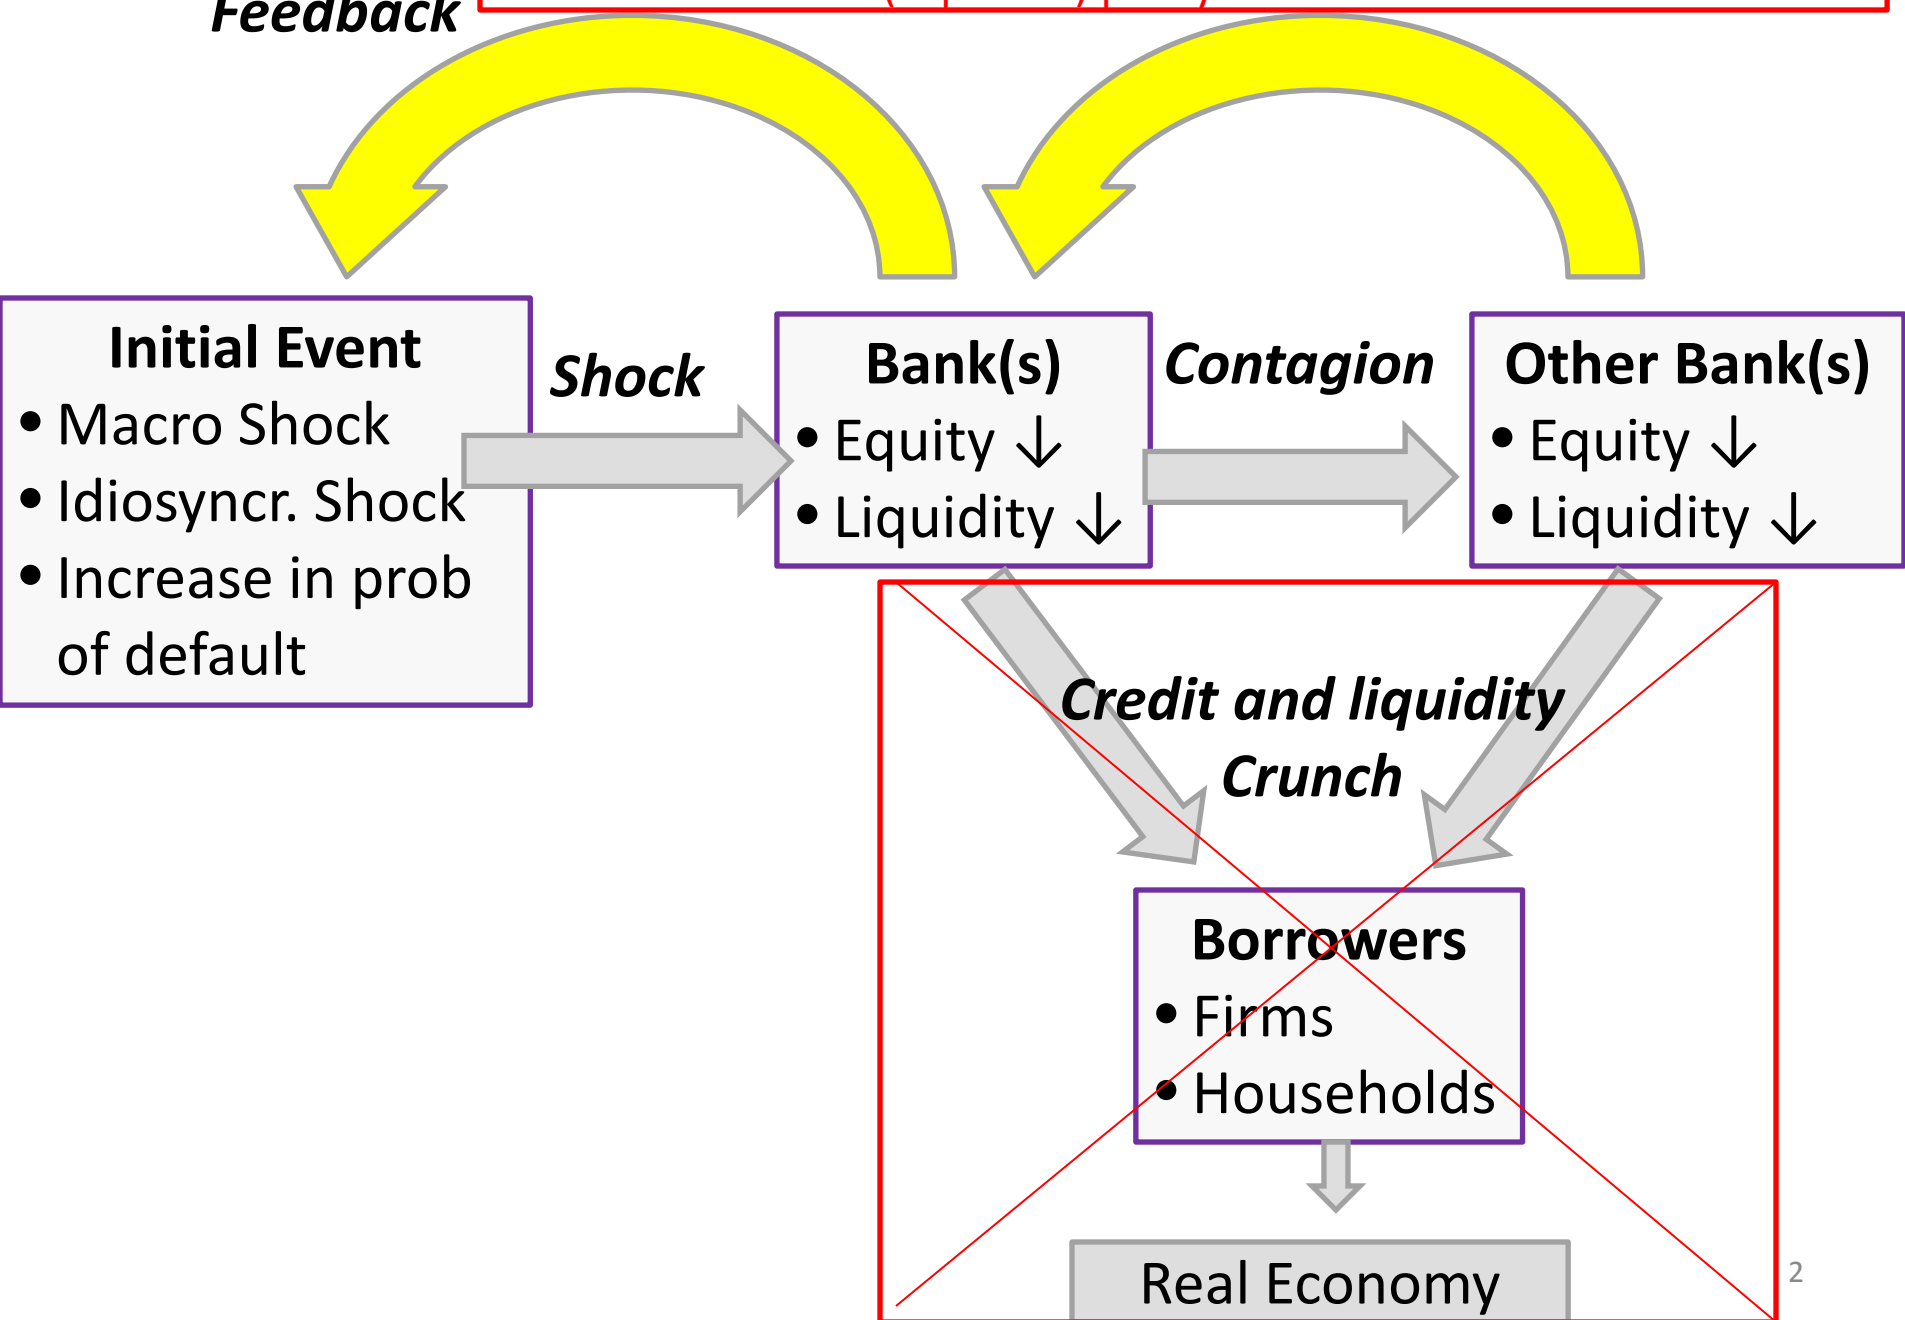 Feedback
Initial Event
• Macro Shock
• Idiosyncr. Shock
• Increase in prob
of default
Shock
Bank(s)
• Equity ↓
• Liquidity ↓
Contagion
Other Bank(s)
• Equity ↓
• Liquidity ↓
Credit and liquidity
Crunch
Borrowers
• Firms
• Households
Real Economy
2